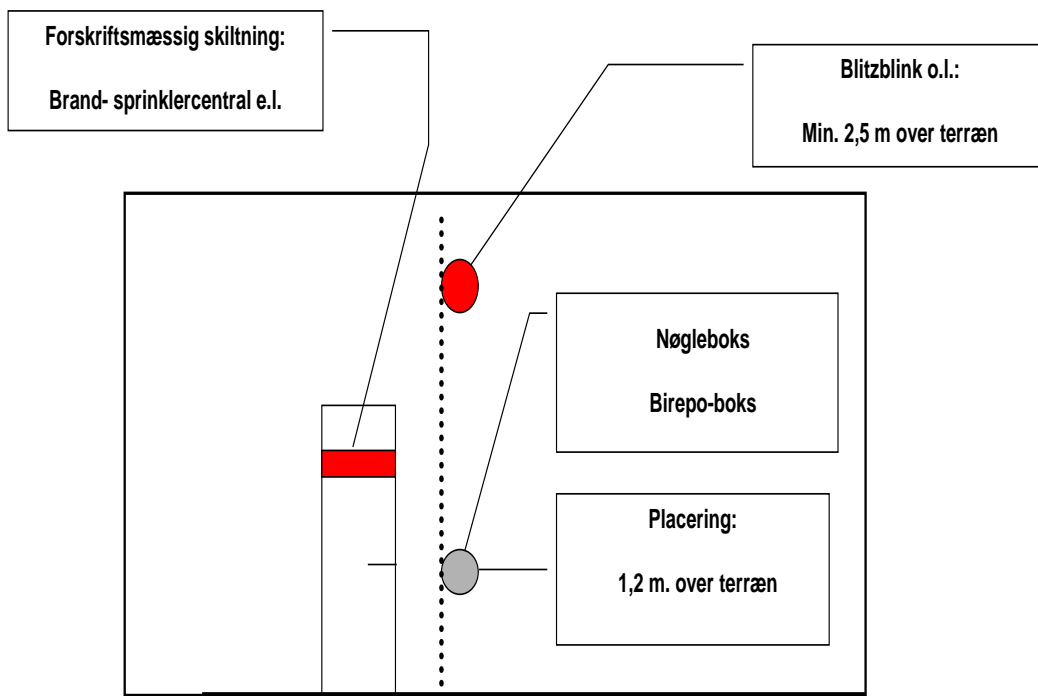 Forskriftsmæssig skiltning:
Brand- sprinklercentral e.l.
Blitzblink o.l.:
Min. 2,5 m over terræn
Nøgleboks
Birepo-boks
Placering:
1,2 m. over terræn